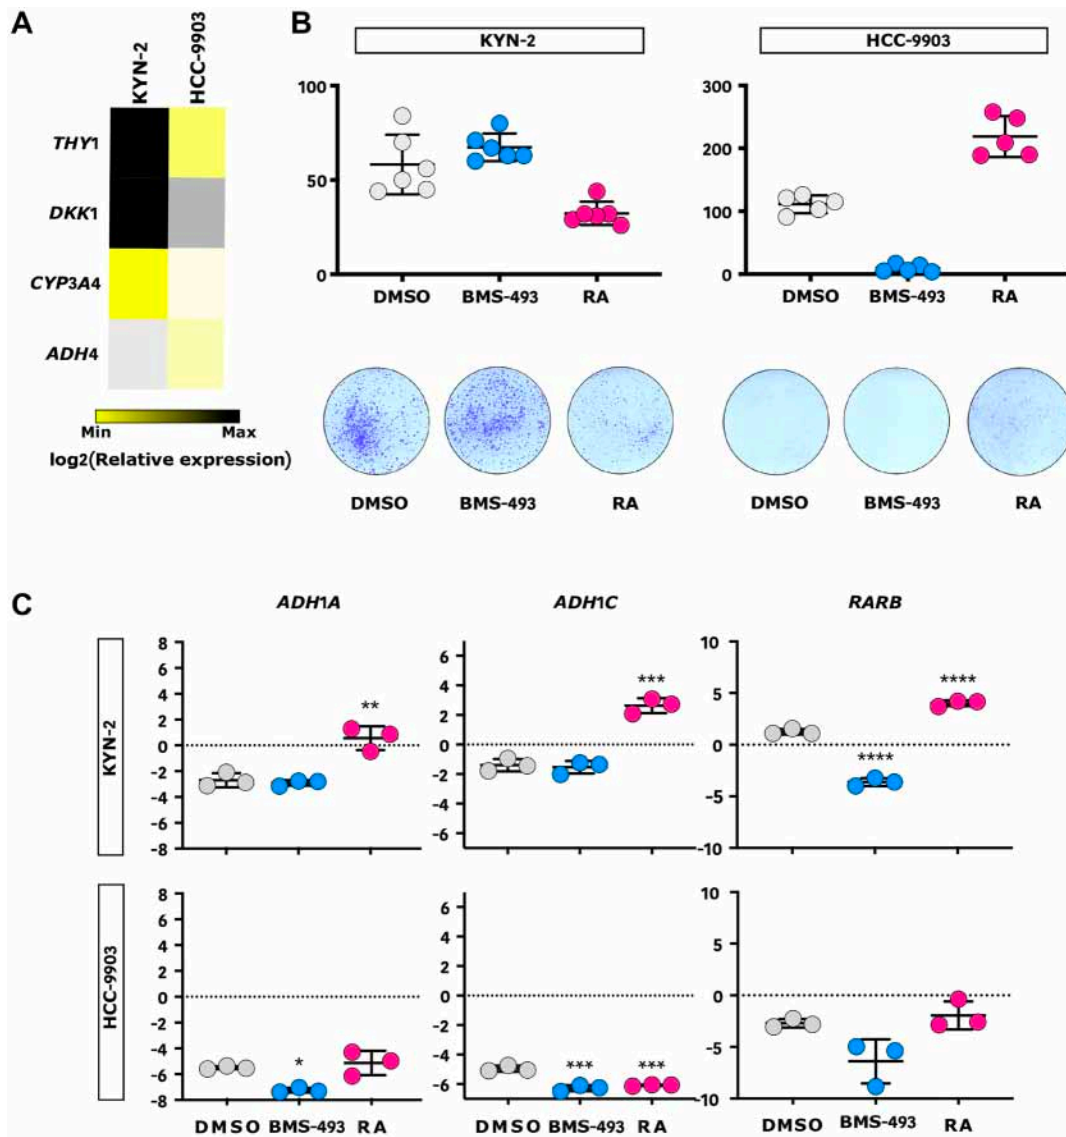 A
KYN-2
HCC-9903
THY1
DKK1
CYP3A4
ADH4
Min Max
log2(Relative expression)
B
KYN-2 HCC-9903
100
50
0
300
200
100
0
DMSO BMS-493 RA
DMSO BMS-493 RA
DMSO BMS-493 RA
DMSO BMS-493 RA
C
ADH1A ADH1C RARB
KYN-2
8
6
4
2
0
-2
-4
-6
-8
**
6
4
2
0
-2
-4
-6
***
10
5
0
-5
-10
****
****
HCC-9903
8
6
4
2
0
-2
-4
-6
-8
*
6
4
2
0
-2
-4
-6
*** ***
10
5
0
-5
-10
DMSO BMS-493 RA
DMSO BMS-493 RA
DMSO BMS-493 RA